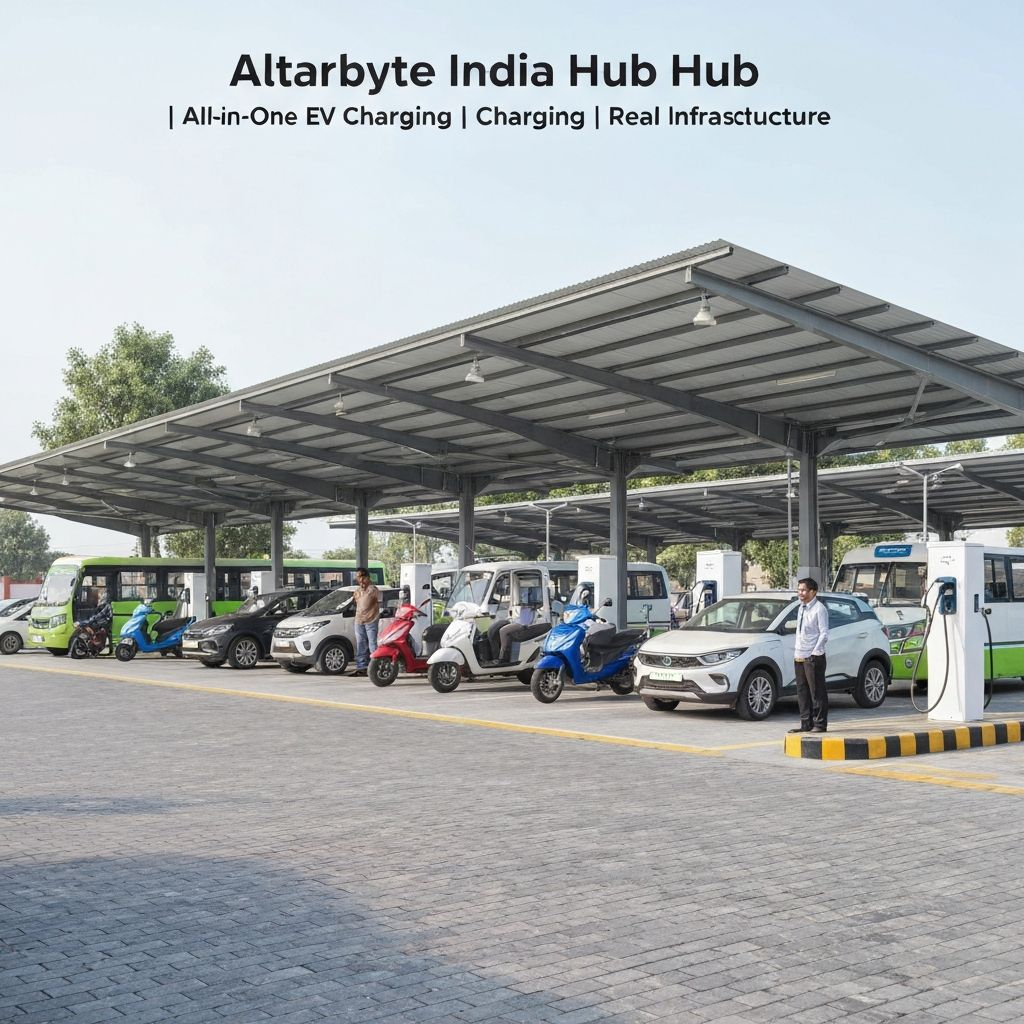 Altarbyte India Hub Hub
| All-in-One EV Charging | Charging | Real Infrasctucture